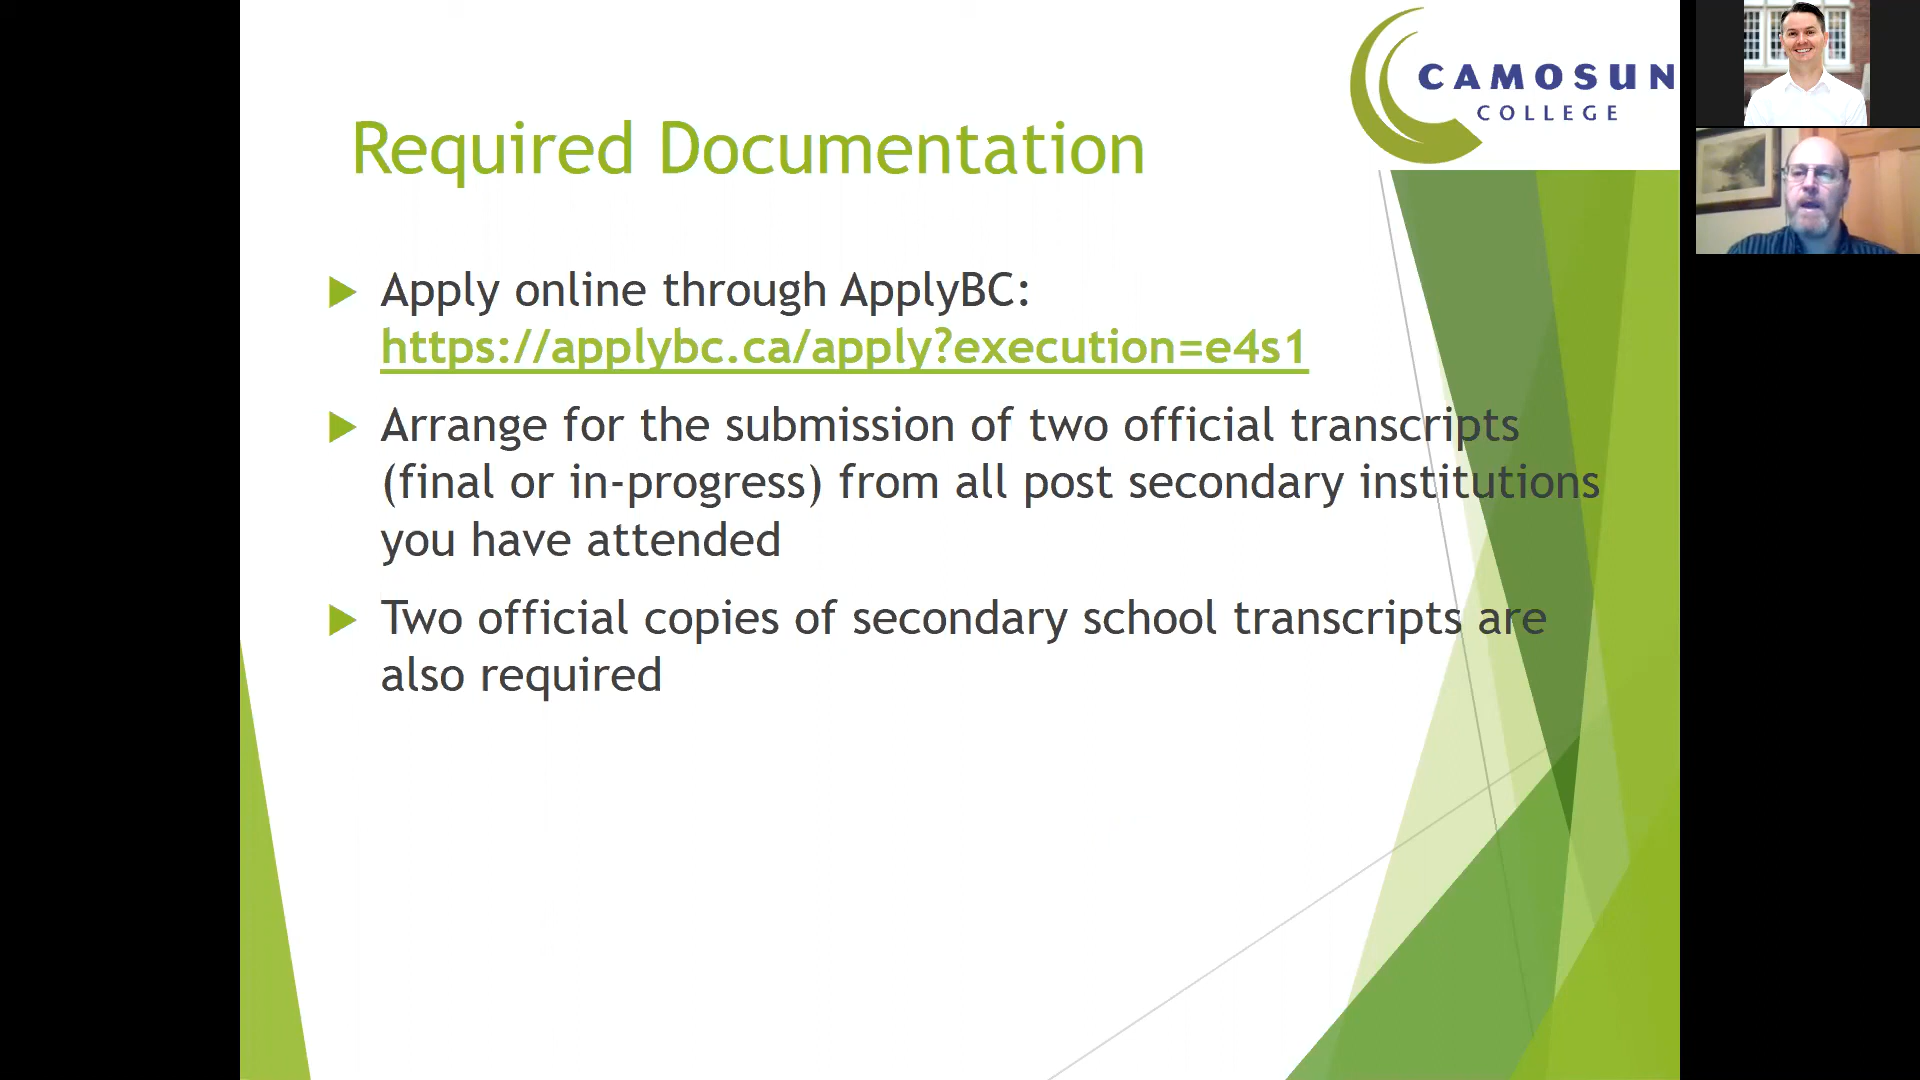 CAMOSUN
COLLEGE
Required Documentation
Apply online through ApplyBC:
https://applybc.ca/apply?execution=e4s1
Arrange for the submission of two official transcripts
(final or in-progress) from all post secondary institutions
you have attended
Two official copies of secondary school transcripts are
also required